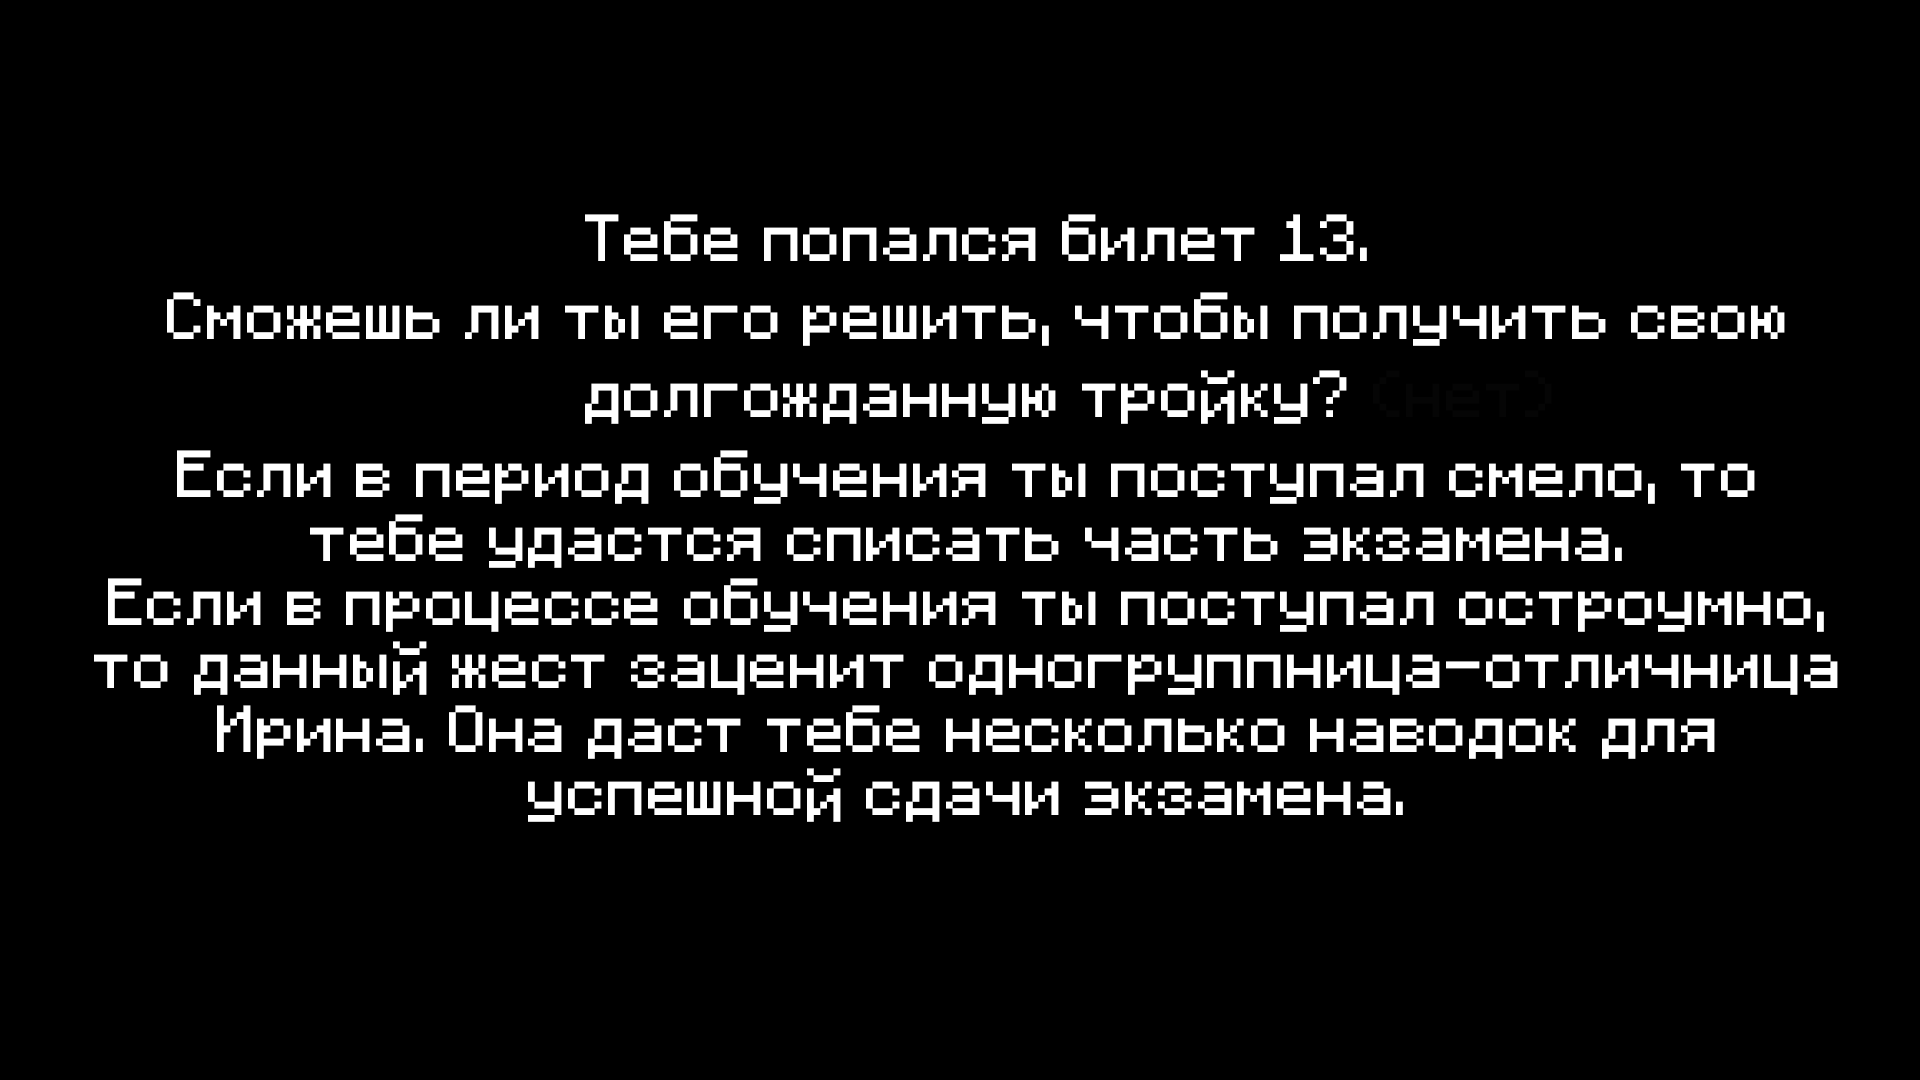 Тебе попался билет 13.
Сможешь ли ты его решить, чтобы получить свою
долгожданную тройку? (нет)
Если в период обучения ты поступал смело, то
тебе удастся списать часть экзамена.
Если в процессе обучения ты поступал остроумно,
то данный жест заценит одногруппница-отличница
Ирина. Она даст тебе несколько наводок для
успешной сдачи экзамена.